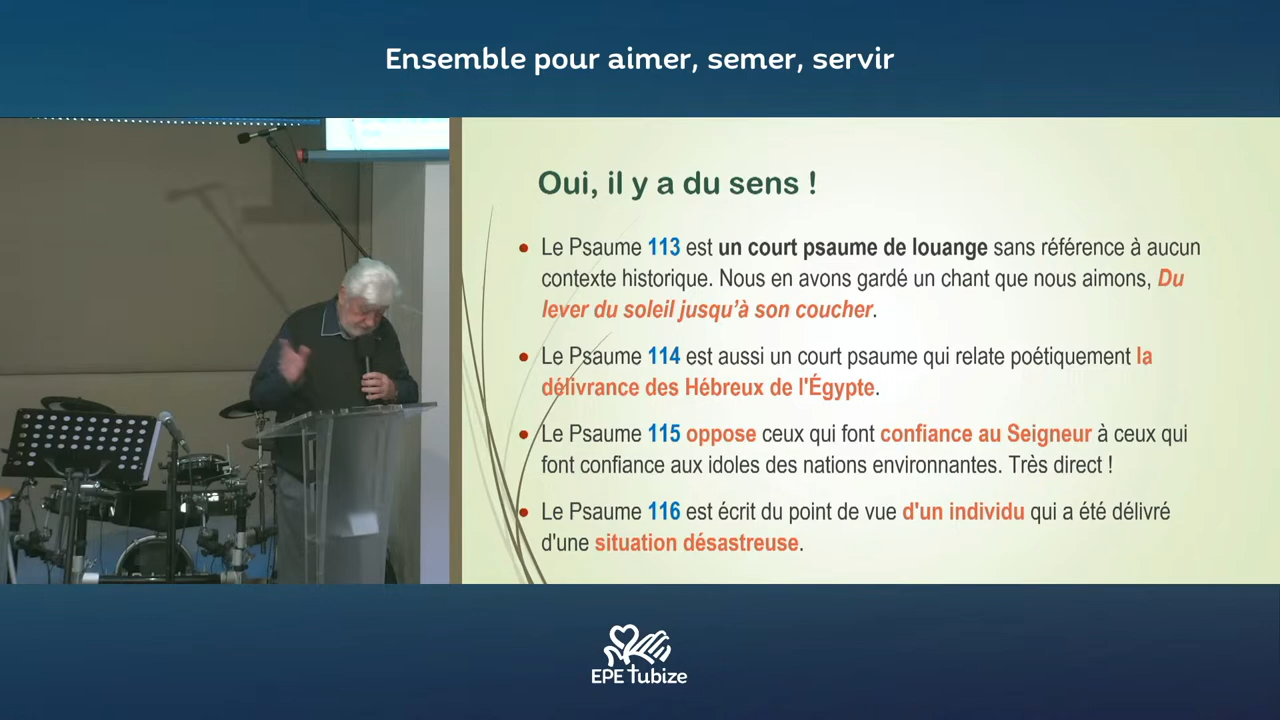 Ensemble pour aimer, semer, servir
Oui, il y a du sens !
Le Psaume 113 est un court psaume de louange sans référence à aucun
contexte historique. Nous en avons gardé un chant que nous aimons, Du
lever du soleil jusqu’à son coucher.
Le Psaume 114 est aussi un court psaume qui relate poétiquement la
délivrance des Hébreux de l'Égypte.
Le Psaume 115 oppose ceux qui font confiance au Seigneur à ceux qui
font confiance aux idoles des nations environnantes. Très direct !
Le Psaume 116 est écrit du point de vue d'un individu qui a été délivré
d'une situation désastreuse.
EPE Tubize